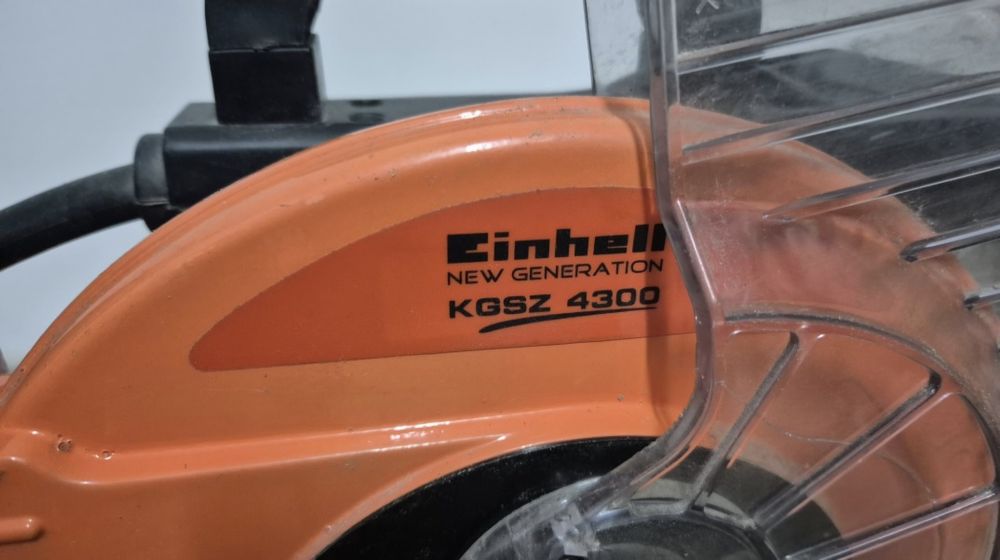 Einhell
NEW GENERATION
KGSZ 4300